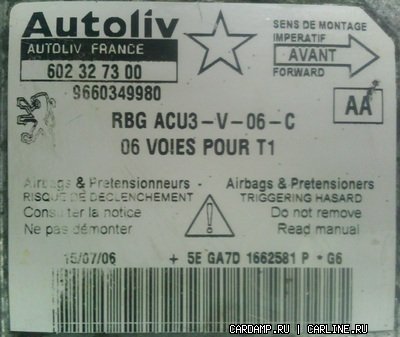 Autoliv
AUTOLIV FRANCE
602 32 73 00
9660349980
SENS DE MONTAGE
IMPERATIF
AVANT
FORWARD
AA
RBG ACU3-V-06-C
06 VOIES POUR T1
Airbags & Pretensionneurs
RISQUE DE DECLENCHEMENT
Consulter la notice
Ne pas démonter
Airbags & Pretensioners
TRIGGERING HASARD
Do not remove
Read manual
15/07/06
+ 5E GA7D 1662581 P · G6
CARDAMP.RU | CARLINE.RU